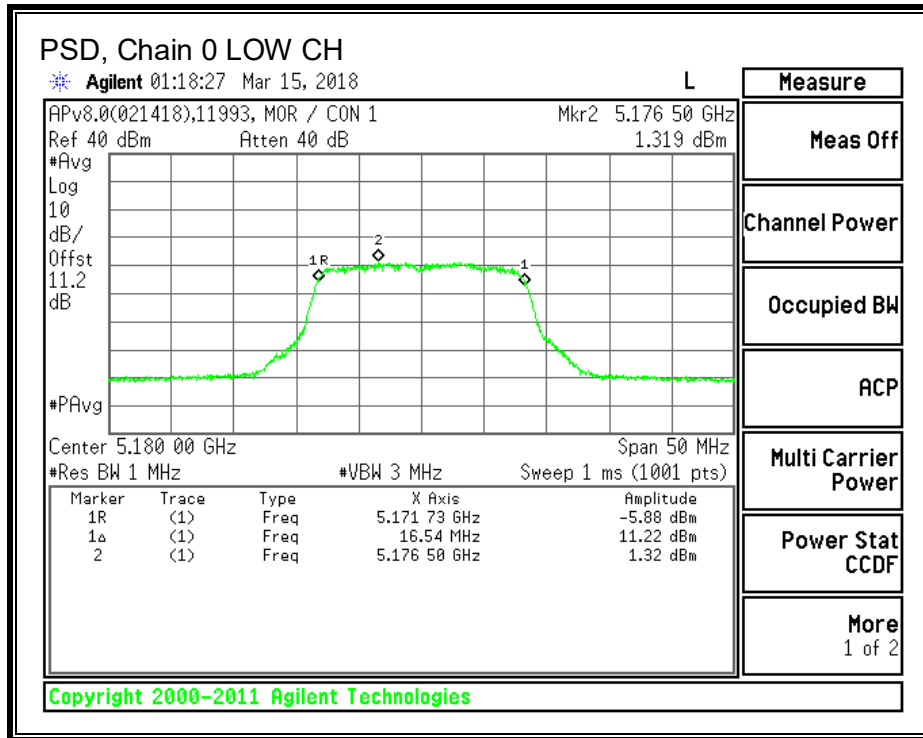 PSD, Chain 0 LOW CH
Agilent 01:18:27 Mar 15, 2018 L
Measure
APv8.0(021418),11993, MOR / CON 1 Mkr2 5.176 50 GHz
Ref 40 dBm Atten 40 dB 1.319 dBm
Meas Off
#Avg
Log
10
dB/
Offst
11.2
dB
#PAvg
2
1R
1
Channel Power
Occupied BW
ACP
Center 5.180 00 GHz Span 50 MHz
#Res BW 1 MHz #VBW 3 MHz Sweep 1 ms (1001 pts)
Multi Carrier
Power
Marker Trace Type X Axis Amplitude
1R (1) Freq 5.171 73 GHz -5.88 dBm
1Δ (1) Freq 16.54 MHz 11.22 dBm
2 (1) Freq 5.176 50 GHz 1.32 dBm
Power Stat
CCDF
More
1 of 2
Copyright 2000-2011 Agilent Technologies